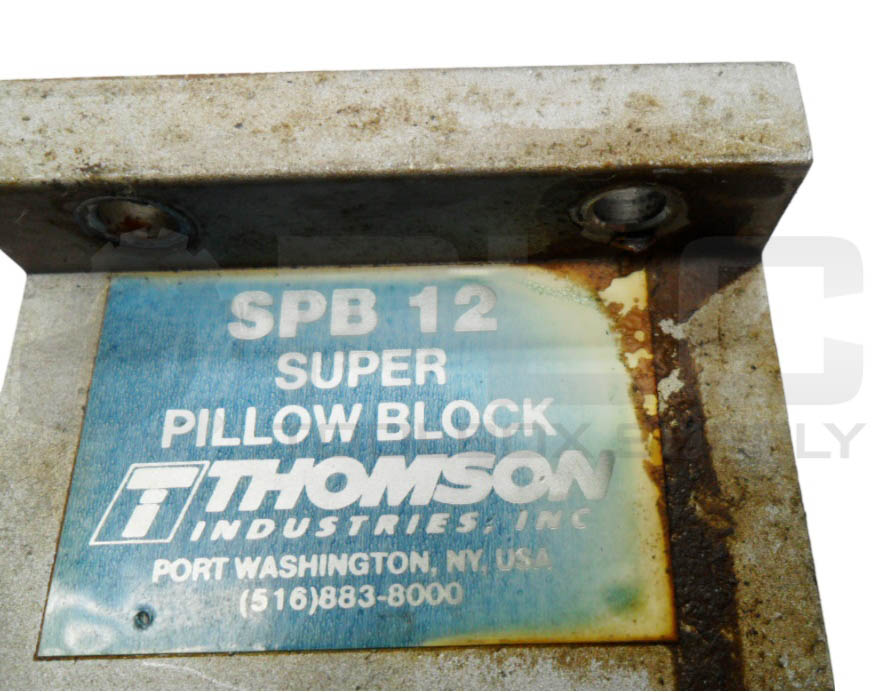 SPB 12
SUPER
PILLOW BLOCK
T THOMSON
INDUSTRIES, INC
PORT WASHINGTON, NY, USA
(516)883-8000